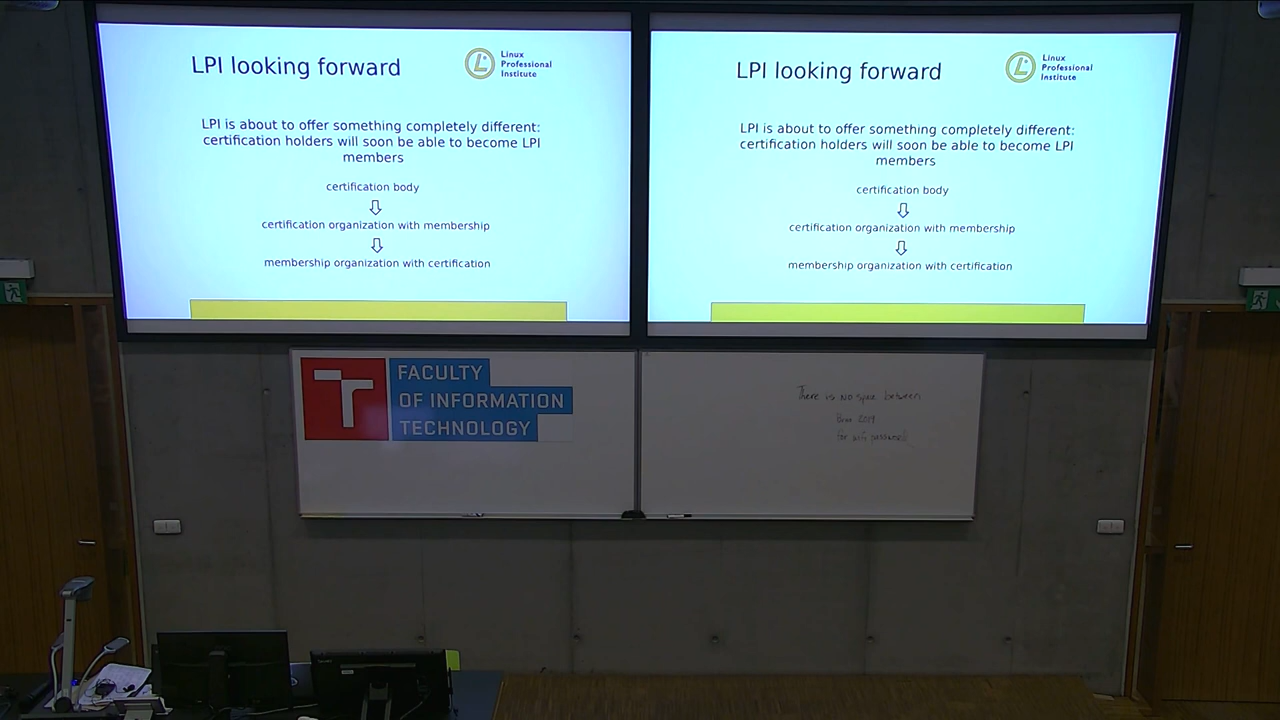 LPI looking forward
Linux
Professional
Institute
LPI is about to offer something completely different:
certification holders will soon be able to become LPI
members
certification body
certification organization with membership
membership organization with certification
LPI looking forward
Linux
Professional
Institute
LPI is about to offer something completely different:
certification holders will soon be able to become LPI
members
certification body
certification organization with membership
membership organization with certification
FACULTY
OF INFORMATION
TECHNOLOGY
There is NO space between
Brno 2019
for wifi password